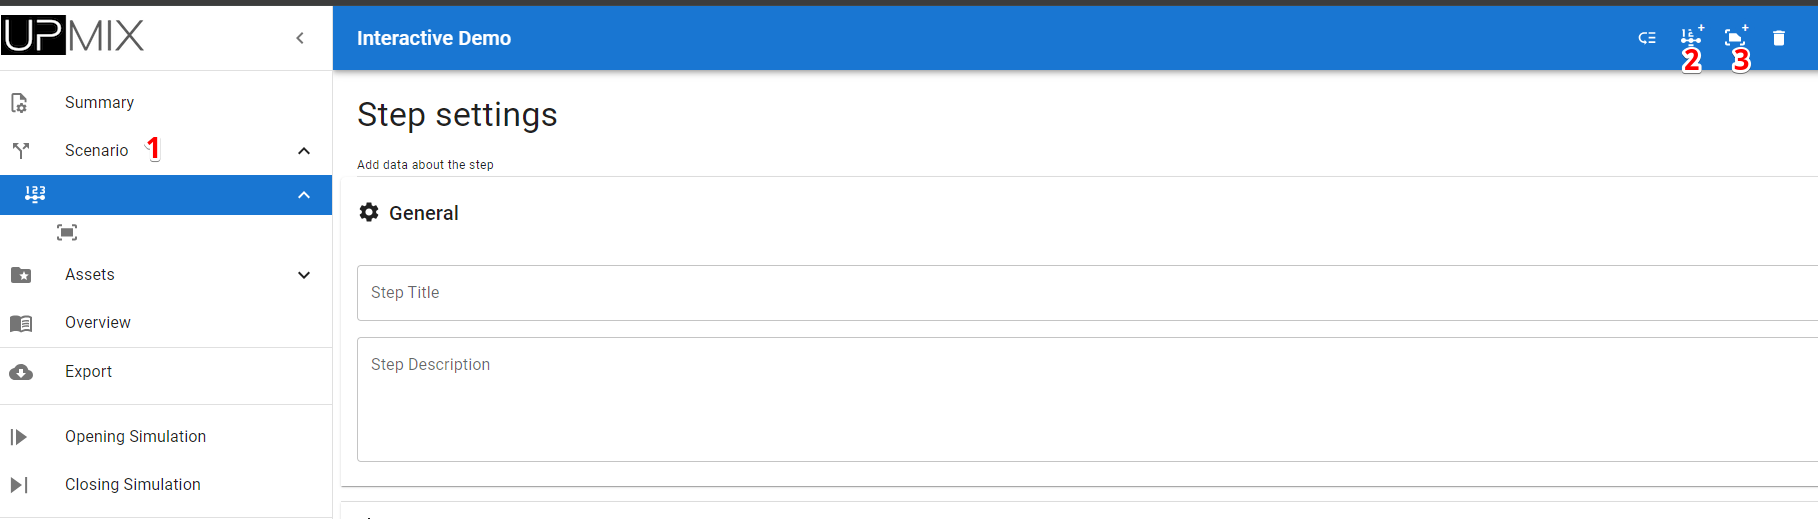 UPMIX
Interactive Demo
2
3
Summary
Scenario 1
123
Assets
Overview
Export
Opening Simulation
Closing Simulation
Step settings
Add data about the step
General
Step Title
Step Description